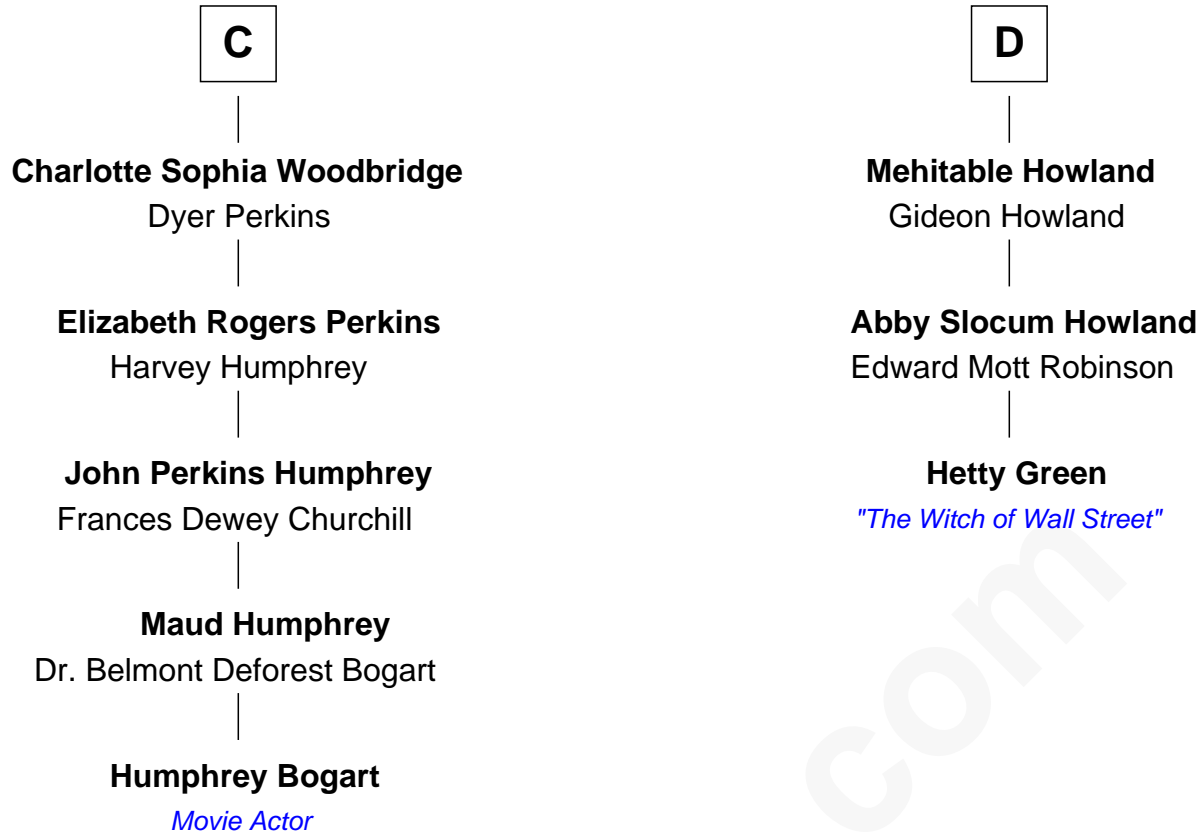 C
Charlotte Sophia Woodbridge
Dyer Perkins
Elizabeth Rogers Perkins
Harvey Humphrey
John Perkins Humphrey
Frances Dewey Churchill
Maud Humphrey
Dr. Belmont Deforest Bogart
Humphrey Bogart
Movie Actor
D
Mehitable Howland
Gideon Howland
Abby Slocum Howland
Edward Mott Robinson
Hetty Green
"The Witch of Wall Street"
com